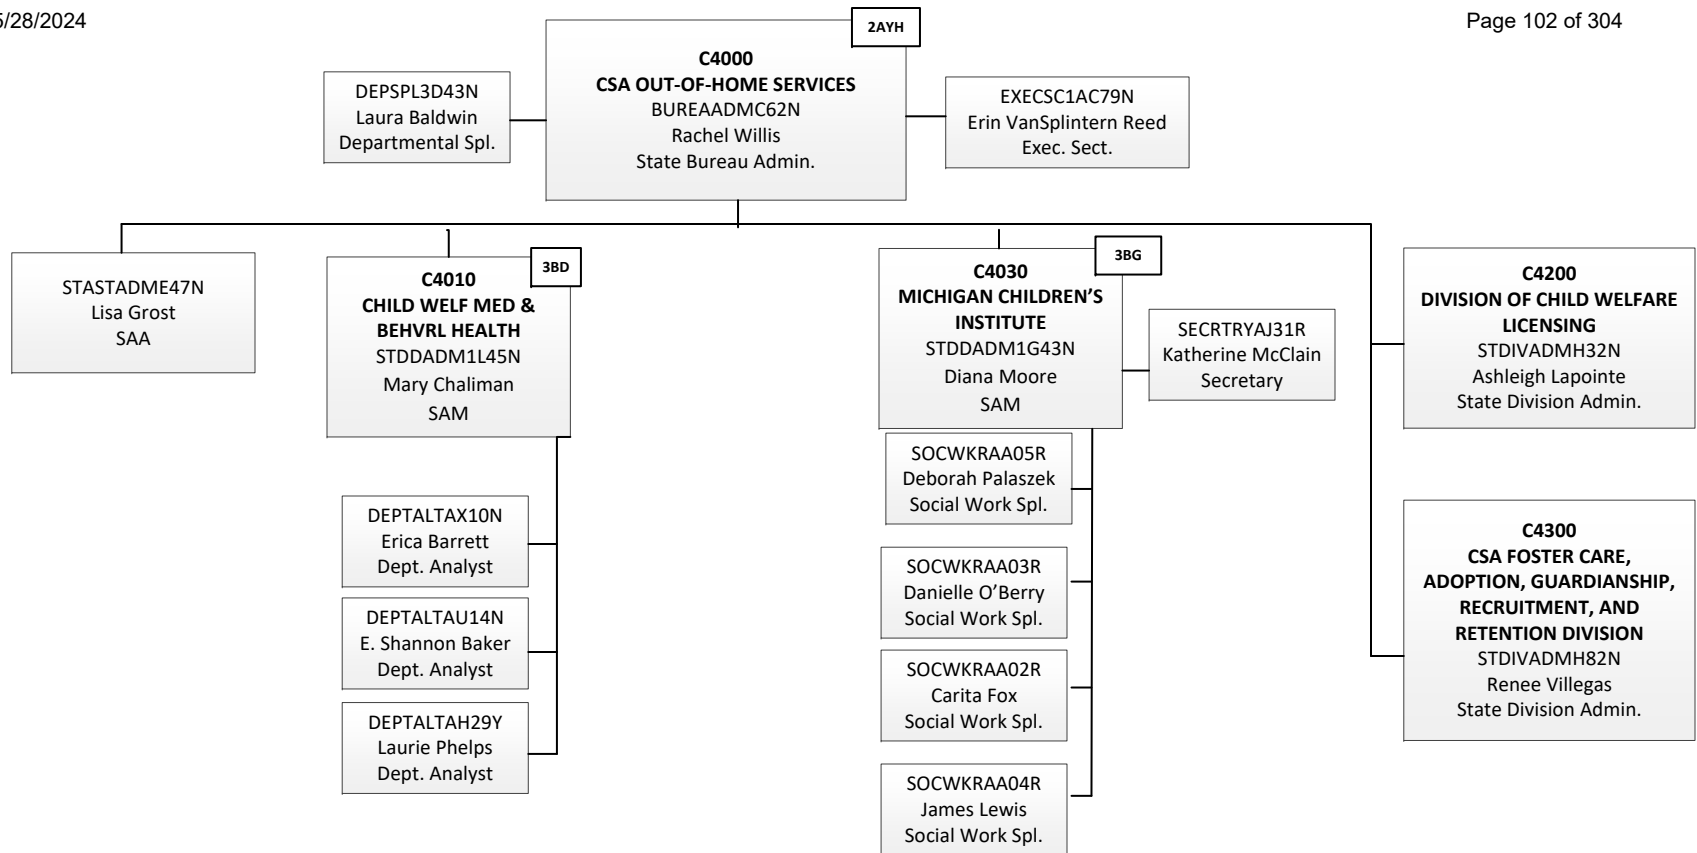 5/28/2024
Page 102 of 304
2AYH
C4000
CSA OUT-OF-HOME SERVICES
BUREAADMC62N
Rachel Willis
State Bureau Admin.
DEPSPL3D43N
Laura Baldwin
Departmental Spl.
EXECSC1AC79N
Erin VanSplintern Reed
Exec. Sect.
STASTADME47N
Lisa Grost
SAA
3BD
C4010
CHILD WELF MED &
BEHVRL HEALTH
STDDADM1L45N
Mary Chaliman
SAM
DEPTALTAX10N
Erica Barrett
Dept. Analyst
DEPTALTAU14N
E. Shannon Baker
Dept. Analyst
DEPTALTAH29Y
Laurie Phelps
Dept. Analyst
3BG
C4030
MICHIGAN CHILDREN’S
INSTITUTE
STDDADM1G43N
Diana Moore
SAM
SECRTRYAJ31R
Katherine McClain
Secretary
SOCWKRAA05R
Deborah Palaszek
Social Work Spl.
SOCWKRAA03R
Danielle O’Berry
Social Work Spl.
SOCWKRAA02R
Carita Fox
Social Work Spl.
SOCWKRAA04R
James Lewis
Social Work Spl.
C4200
DIVISION OF CHILD WELFARE
LICENSING
STDIVADMH32N
Ashleigh Lapointe
State Division Admin.
C4300
CSA FOSTER CARE,
ADOPTION, GUARDIANSHIP,
RECRUITMENT, AND
RETENTION DIVISION
STDIVADMH82N
Renee Villegas
State Division Admin.